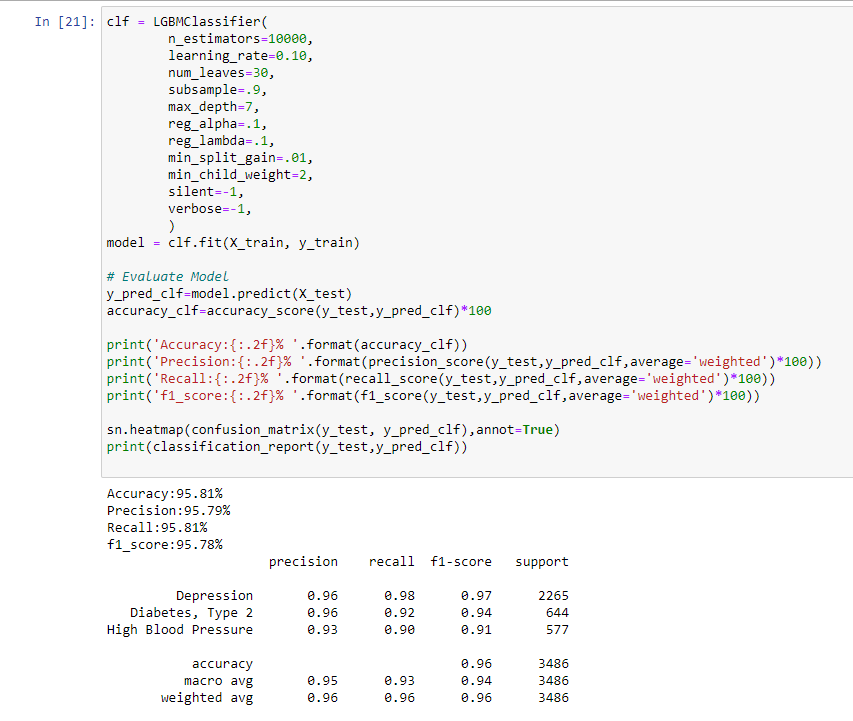 In [21]: clf = LGBMClassifier(
        n_estimators=10000,
        learning_rate=0.10,
        num_leaves=30,
        subsample=.9,
        max_depth=7,
        reg_alpha=.1,
        reg_lambda=.1,
        min_split_gain=.01,
        min_child_weight=2,
        silent=-1,
        verbose=-1,
        )
model = clf.fit(X_train, y_train)

# Evaluate Model
y_pred_clf=model.predict(X_test)
accuracy_clf=accuracy_score(y_test,y_pred_clf)*100

print('Accuracy:{:.2f}% '.format(accuracy_clf))
print('Precision:{:.2f}% '.format(precision_score(y_test,y_pred_clf,average='weighted')*100))
print('Recall:{:.2f}% '.format(recall_score(y_test,y_pred_clf,average='weighted')*100))
print('f1_score:{:.2f}% '.format(f1_score(y_test,y_pred_clf,average='weighted')*100))

sn.heatmap(confusion_matrix(y_test, y_pred_clf),annot=True)
print(classification_report(y_test,y_pred_clf))

Accuracy:95.81%
Precision:95.79%
Recall:95.81%
f1_score:95.78%
                     precision    recall  f1-score   support

         Depression       0.96      0.98      0.97      2265
   Diabetes, Type 2       0.96      0.92      0.94       644
High Blood Pressure       0.93      0.90      0.91       577

           accuracy                           0.96      3486
          macro avg       0.95      0.93      0.94      3486
       weighted avg       0.96      0.96      0.96      3486